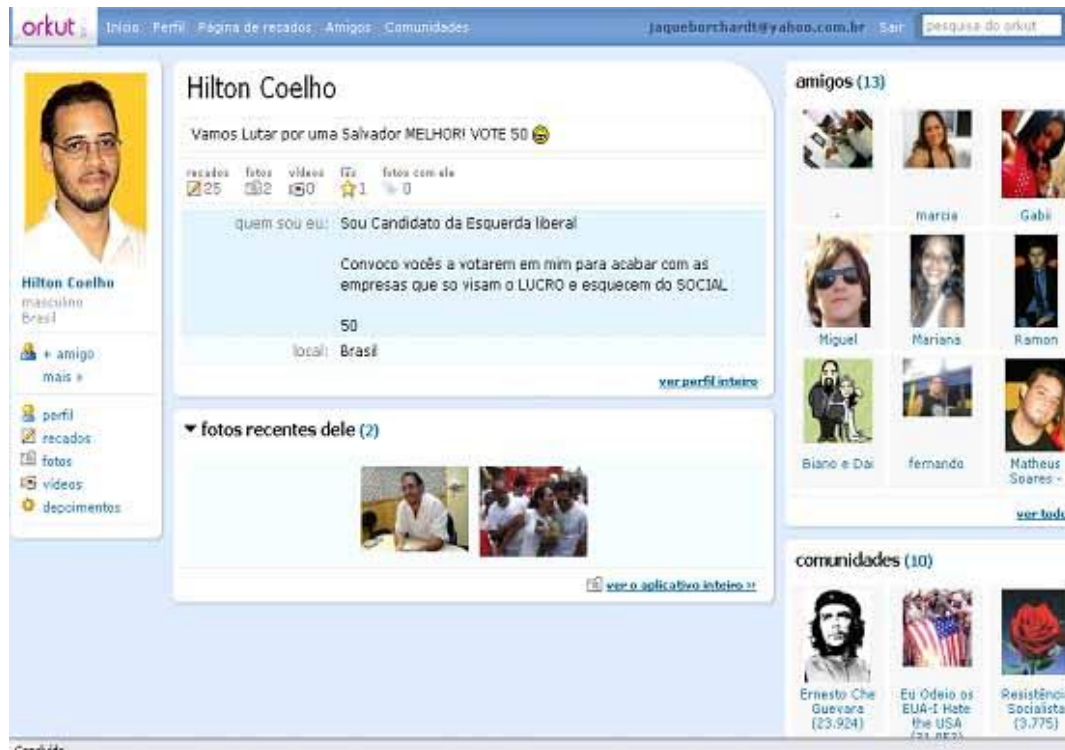 orkut
Início Perfil Página de recados Amigos Comunidades
jaqueborchardt@yahoo.com.br Sair
pesquisa do orkut
Hilton Coelho
masculino
Brasil
+ amigo
mais »
perfil
recados
fotos
vídeos
depoimentos
Hilton Coelho
Vamos Lutar por uma Salvador MELHOR! VOTE 50
recados fotos vídeos fãs fotos com ele
25 2 0 1 0
quem sou eu: Sou Candidato da Esquerda liberal
Convoco vocês a votarem em mim para acabar com as
empresas que so visam o LUCRO e esquecem do SOCIAL
50
local: Brasil
ver perfil inteiro
fotos recentes dele (2)
ver o aplicativo inteiro »
amigos (13)
- marcia Gabii
Miguel Mariana Ramon
Biano e Dai fernando Matheus
Soares -
ver todo
comunidades (10)
Ernesto Che
Guevara
(23.924)
Eu Odeio os
EUA-I Hate
the USA
Resistênci
Socialista
(3.775)